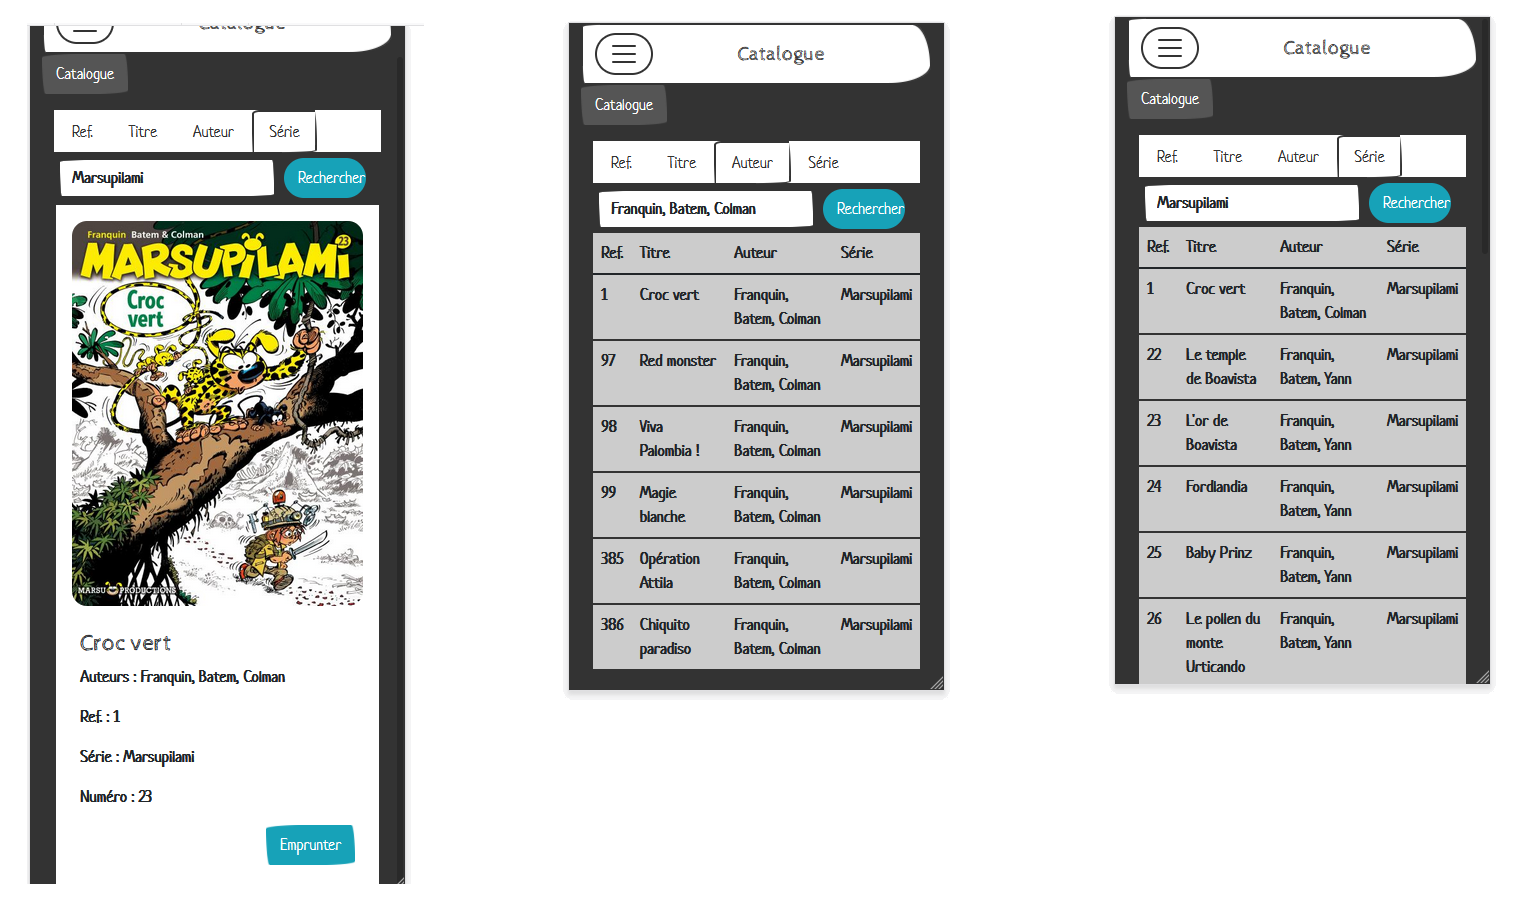 Catalogue
Catalogue
Ref. Titre Auteur Série
Marsupilami Rechercher
Franquin Batem & Colman
23
MARSUPILAMI
Croc
vert
MARSU PRODUCTIONS
Croc vert
Auteurs : Franquin, Batem, Colman
Ref. : 1
Série : Marsupilami
Numéro : 23
Emprunter
Catalogue
Catalogue
Ref. Titre Auteur Série
Franquin, Batem, Colman Rechercher
Ref. Titre Auteur Série
1 Croc vert Franquin, Marsupilami
Batem, Colman
97 Red monster Franquin, Marsupilami
Batem, Colman
98 Viva Franquin, Marsupilami
Palombia ! Batem, Colman
99 Magie Franquin, Marsupilami
blanche Batem, Colman
385 Opération Franquin, Marsupilami
Attila Batem, Colman
386 Chiquito Franquin, Marsupilami
paradiso Batem, Colman
Catalogue
Catalogue
Ref. Titre Auteur Série
Marsupilami Rechercher
Ref. Titre Auteur Série
1 Croc vert Franquin, Marsupilami
Batem, Colman
22 Le temple Franquin, Marsupilami
de Boavista Batem, Yann
23 L'or de Franquin, Marsupilami
Boavista Batem, Yann
24 Fordlandia Franquin, Marsupilami
Batem, Yann
25 Baby Prinz Franquin, Marsupilami
Batem, Yann
26 Le pollen du Franquin, Marsupilami
monte Batem, Yann
Urticando